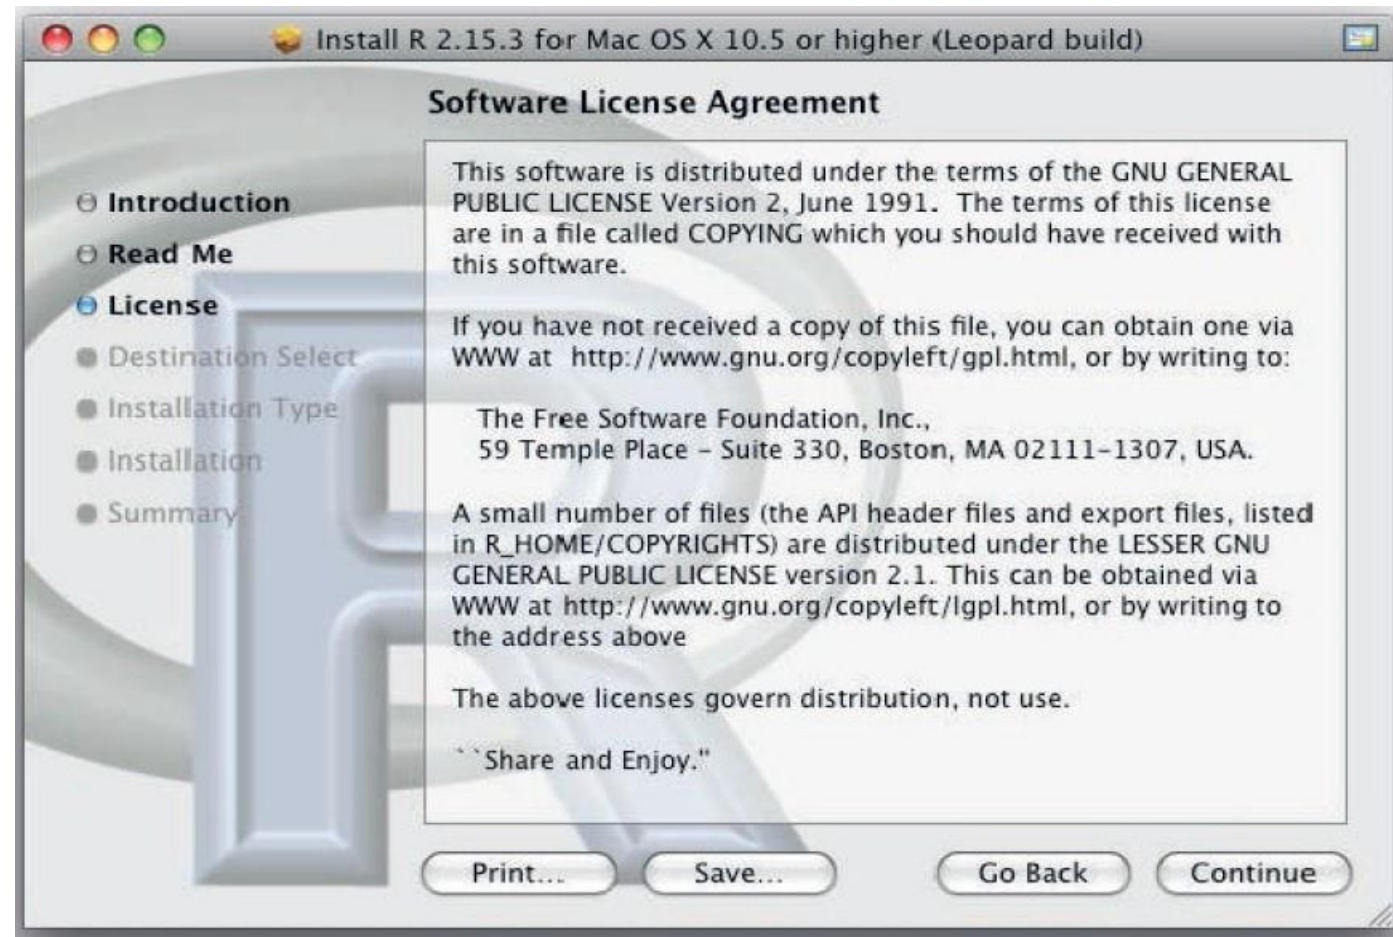 Install R 2.15.3 for Mac OS X 10.5 or higher (Leopard build)
Software License Agreement
Introduction
Read Me
License
Destination Select
Installation Type
Installation
Summary
This software is distributed under the terms of the GNU GENERAL
PUBLIC LICENSE Version 2, June 1991.  The terms of this license
are in a file called COPYING which you should have received with
this software.
If you have not received a copy of this file, you can obtain one via
WWW at  http://www.gnu.org/copyleft/gpl.html, or by writing to:
The Free Software Foundation, Inc.,
59 Temple Place – Suite 330, Boston, MA 02111–1307, USA.
A small number of files (the API header files and export files, listed
in R_HOME/COPYRIGHTS) are distributed under the LESSER GNU
GENERAL PUBLIC LICENSE version 2.1. This can be obtained via
WWW at http://www.gnu.org/copyleft/lgpl.html, or by writing to
the address above
The above licenses govern distribution, not use.
``Share and Enjoy."
Print...
Save...
Go Back
Continue
R